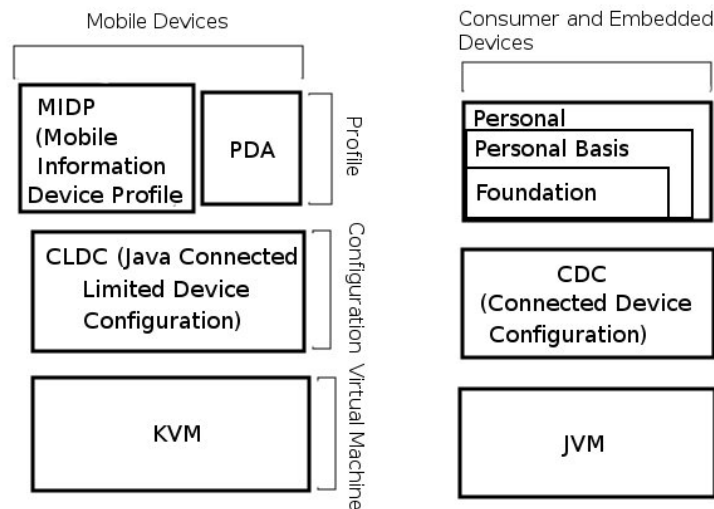 Mobile Devices
MIDP
(Mobile
Information
Device Profile
PDA
Profile
CLDC (Java Connected
Limited Device
Configuration)
Configuration
KVM
Virtual Machine
Consumer and Embedded
Devices
Personal
Personal Basis
Foundation
CDC
(Connected Device
Configuration)
JVM